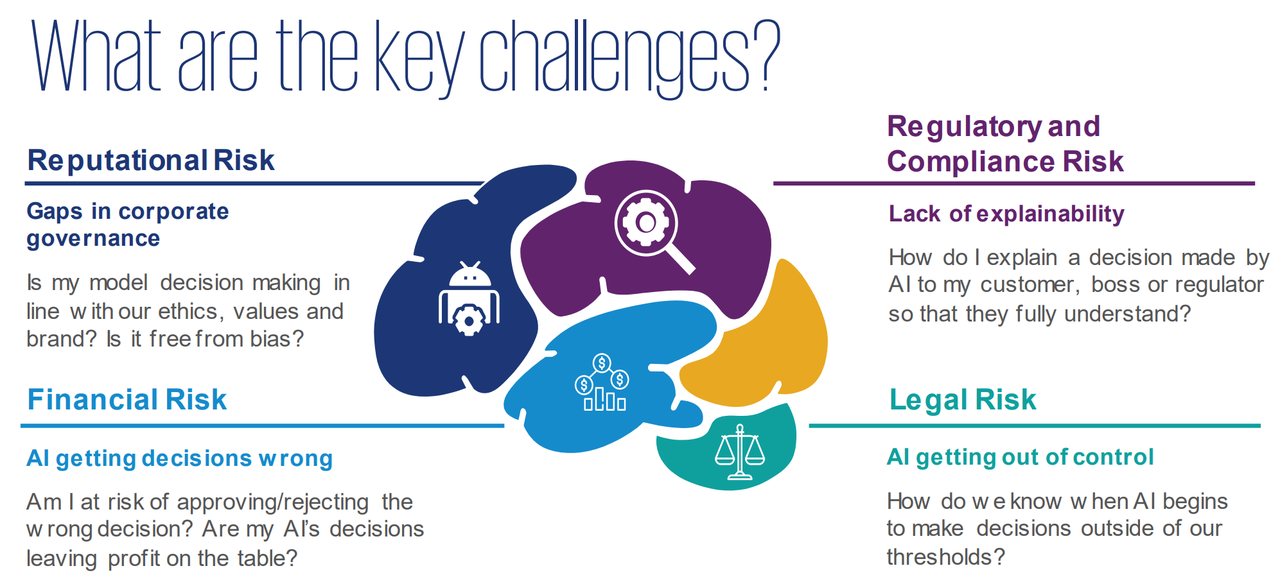 What are the key challenges?
Reputational Risk
Gaps in corporate
governance
Is my model decision making in
line with our ethics, values and
brand? Is it free from bias?
Regulatory and
Compliance Risk
Lack of explainability
How do I explain a decision made by
AI to my customer, boss or regulator
so that they fully understand?
Financial Risk
AI getting decisions wrong
Am I at risk of approving/rejecting the
wrong decision? Are my AI's decisions
leaving profit on the table?
Legal Risk
AI getting out of control
How do we know when AI begins
to make decisions outside of our
thresholds?
$
$
$